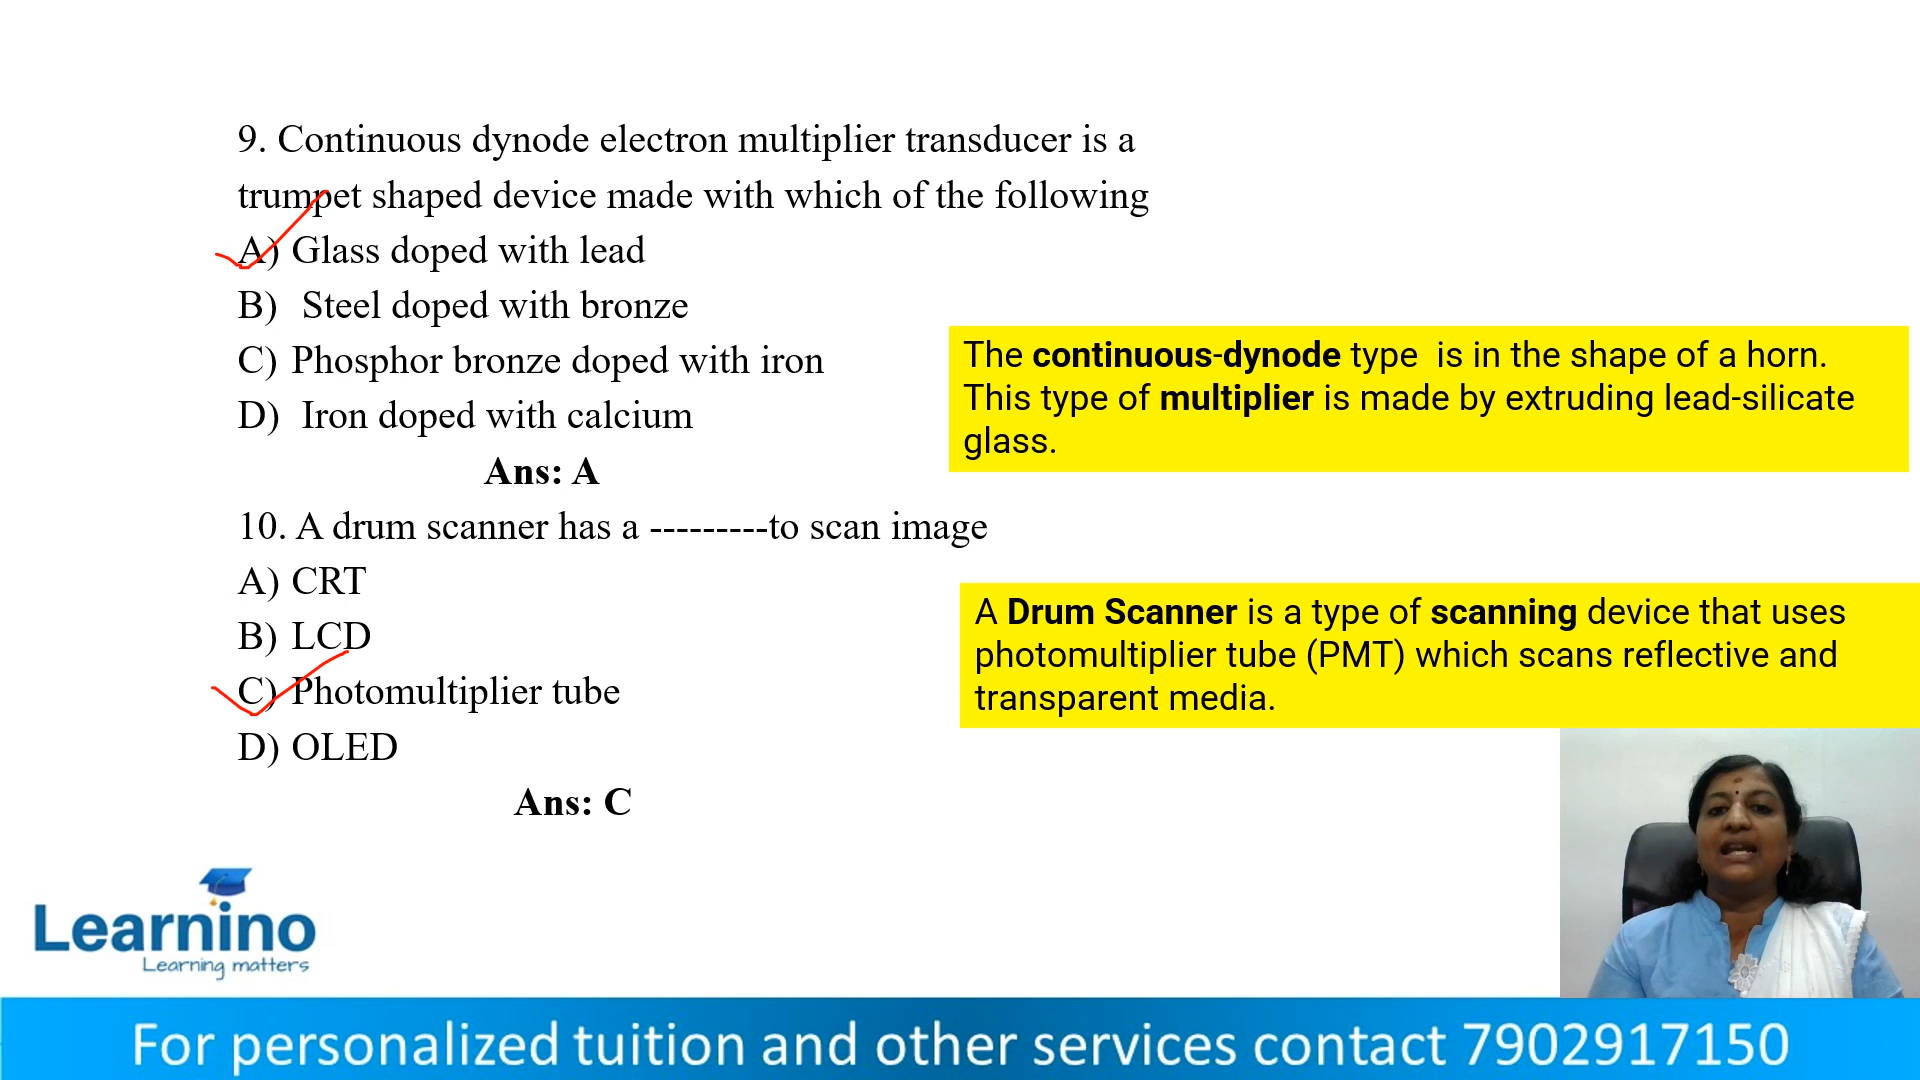 9. Continuous dynode electron multiplier transducer is a
trumpet shaped device made with which of the following
A) Glass doped with lead
B) Steel doped with bronze
C) Phosphor bronze doped with iron
D) Iron doped with calcium
Ans: A
The continuous-dynode type is in the shape of a horn.
This type of multiplier is made by extruding lead-silicate
glass.
10. A drum scanner has a ---------to scan image
A) CRT
B) LCD
C) Photomultiplier tube
D) OLED
Ans: C
A Drum Scanner is a type of scanning device that uses
photomultiplier tube (PMT) which scans reflective and
transparent media.
Learnino
Learning matters
For personalized tuition and other services contact 7902917150